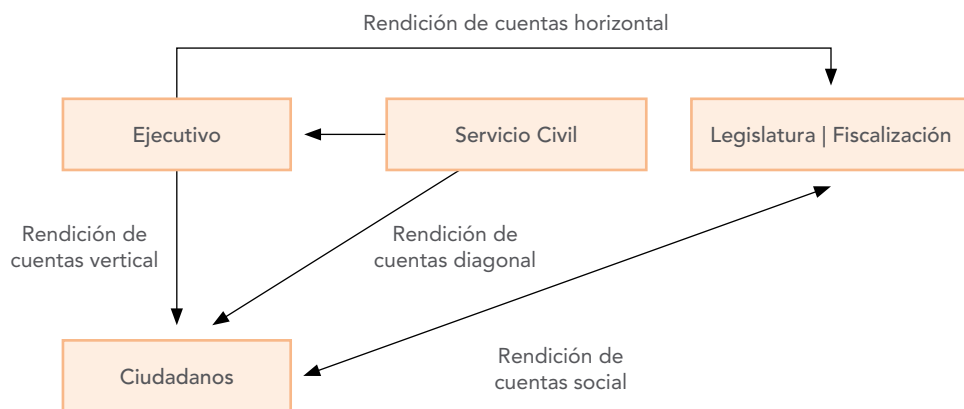 Rendición de cuentas horizontal
Ejecutivo
Servicio Civil
Legislatura | Fiscalización
Rendición de
cuentas vertical
Rendición de
cuentas diagonal
Ciudadanos
Rendición de
cuentas social